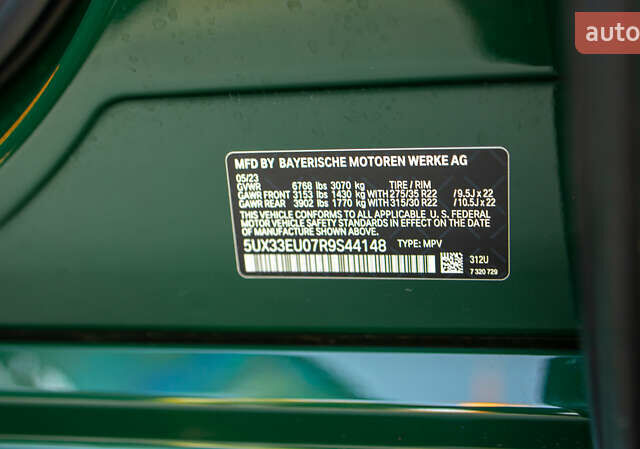 auto
MFD BY BAYERISCHE MOTOREN WERKE AG
05/23
GVWR 6768 lbs 3070 kg TIRE / RIM
GAWR FRONT 3153 lbs 1430 kg WITH 275/35 R22 / 9.5J x 22
GAWR REAR 3902 lbs 1770 kg WITH 315/30 R22 / 10.5J x 22
THIS VEHICLE CONFORMS TO ALL APPLICABLE U. S. FEDERAL
MOTOR VEHICLE SAFETY STANDARDS IN EFFECT ON THE DATE
OF MANUFACTURE SHOWN ABOVE.
5UX33EU07R9S44148 TYPE: MPV
312U
7 320 729